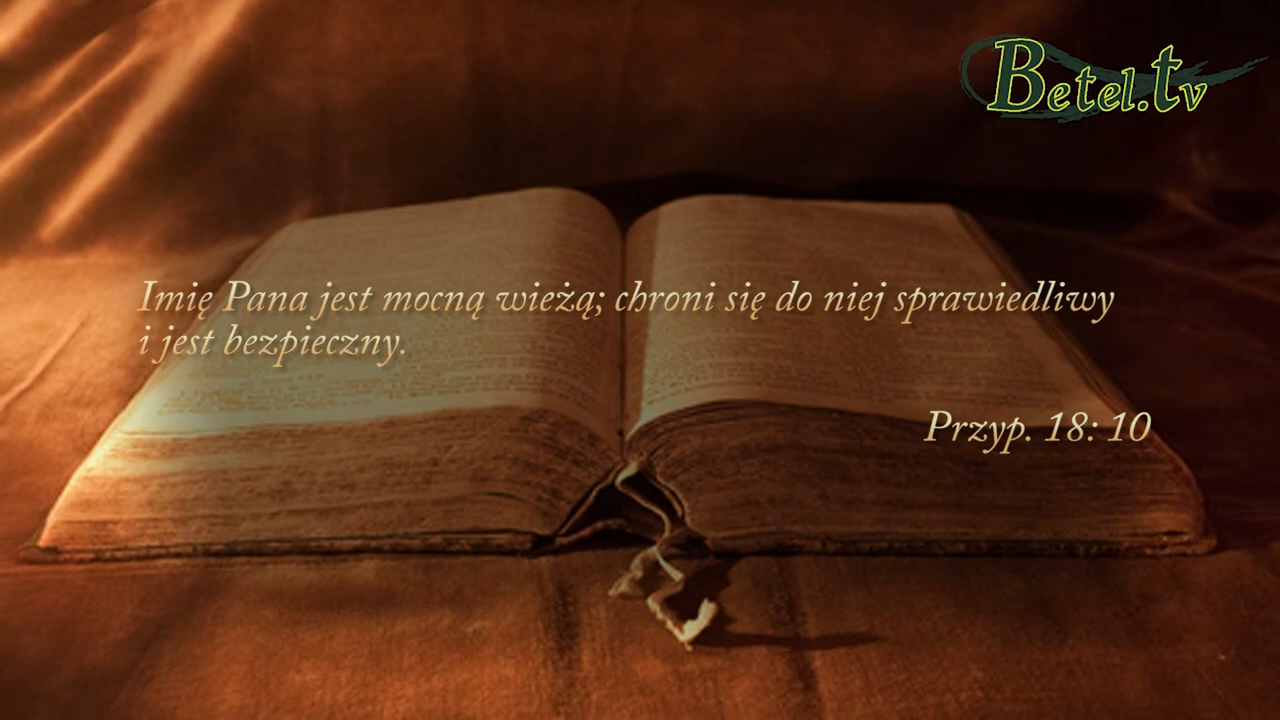 Betel.tv
Imię Pana jest mocną wieżą; chroni się do niej sprawiedliwy
i jest bezpieczny.
Przyp. 18: 10